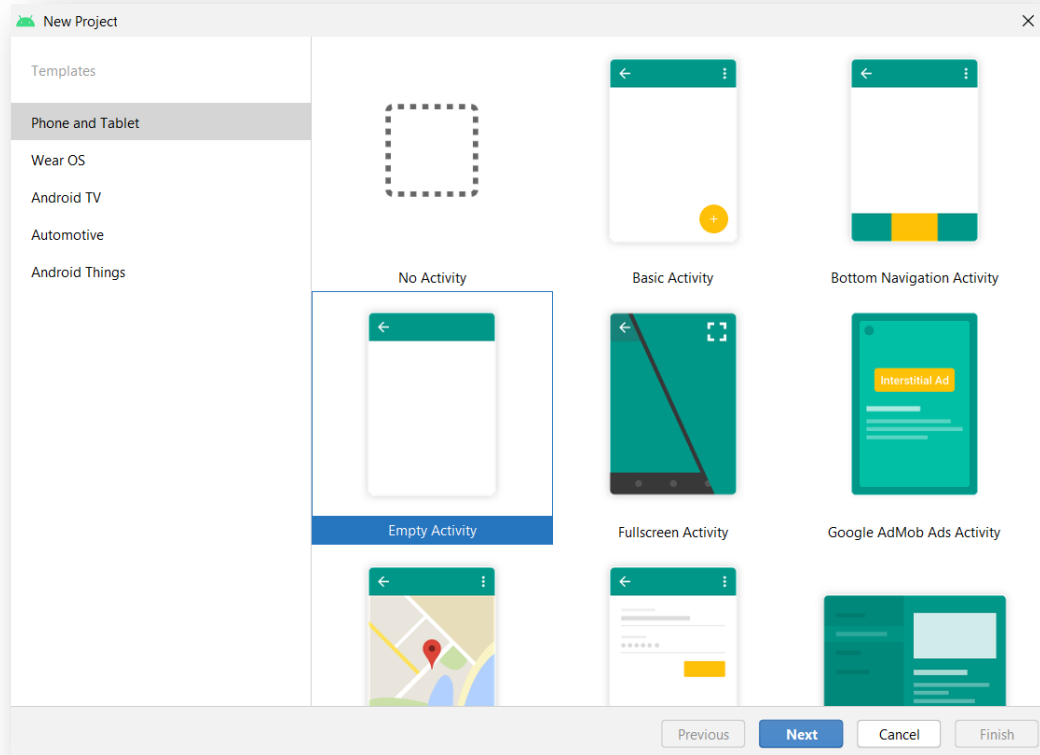 New Project
Templates
Phone and Tablet
Wear OS
Android TV
Automotive
Android Things
No Activity
Basic Activity
Bottom Navigation Activity
Empty Activity
Fullscreen Activity
Interstitial Ad
Google AdMob Ads Activity
Previous
Next
Cancel
Finish